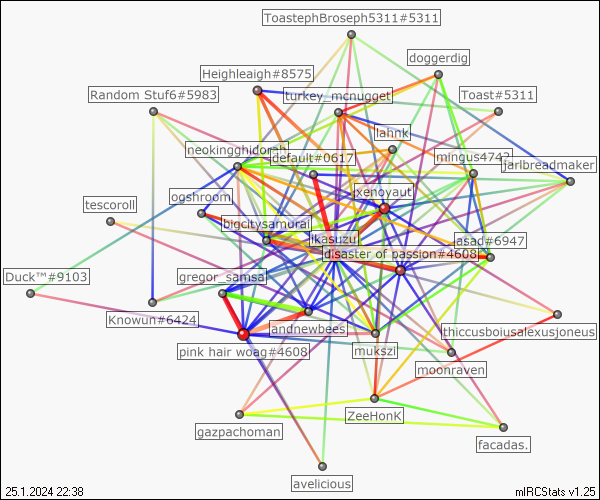 ToastephBroseph5311#5311
doggerdig
Heighleaigh#8575
Random Stuf6#5983
turkey_mcnugget
Toast#5311
lahnk
neokingghidorah
default#0617
mingus4742
jarlbreadmaker
xenoyaut
tescoroll
ogshroom
bigcitysamurai
ikasuzu
asad#6947
disaster of passion#4608
Duck™#9103
gregor_samsa
Knowun#6424
andnewbees
thiccusboiusalexusjoneus
mukszi
pink hair woag#4608
moonraven
ZeeHonK
gazpachoman
facadas.
avelicious
25.1.2024 22:38
mIRCStats v1.25